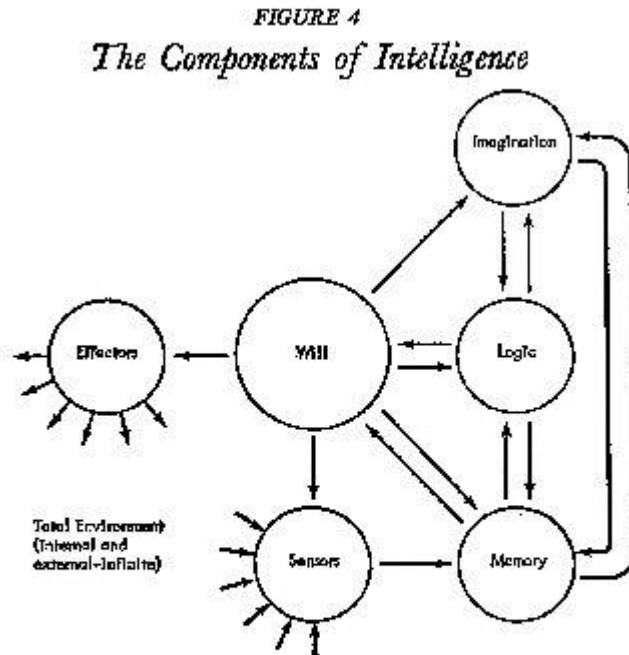 FIGURE 4
The Components of Intelligence
Imagination
Effectors
Will
Logic
Total Environment
(Internal and
external-infinite)
Sensors
Memory